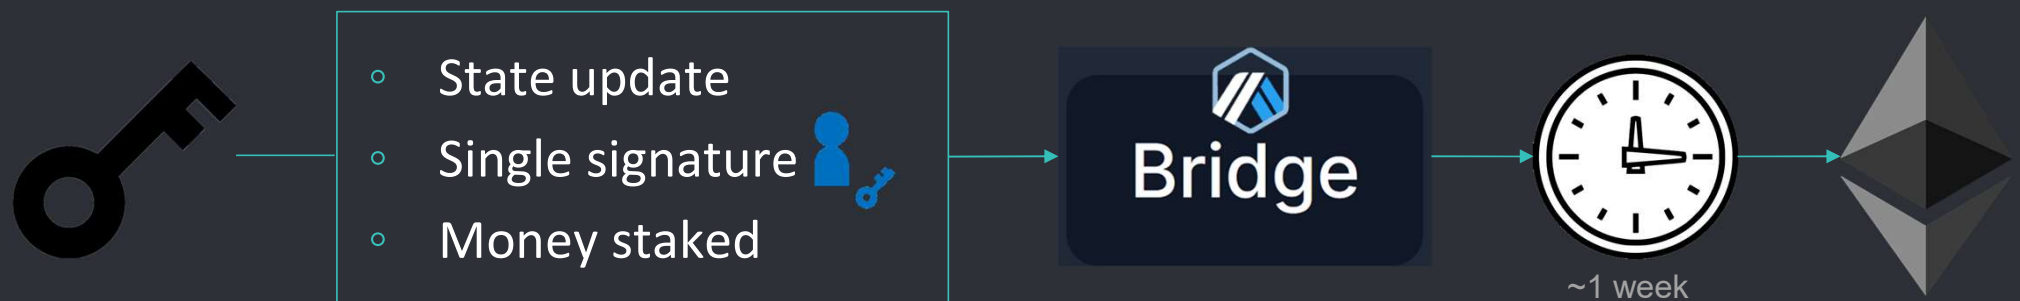 State update
Single signature
Money staked
Bridge
~1 week